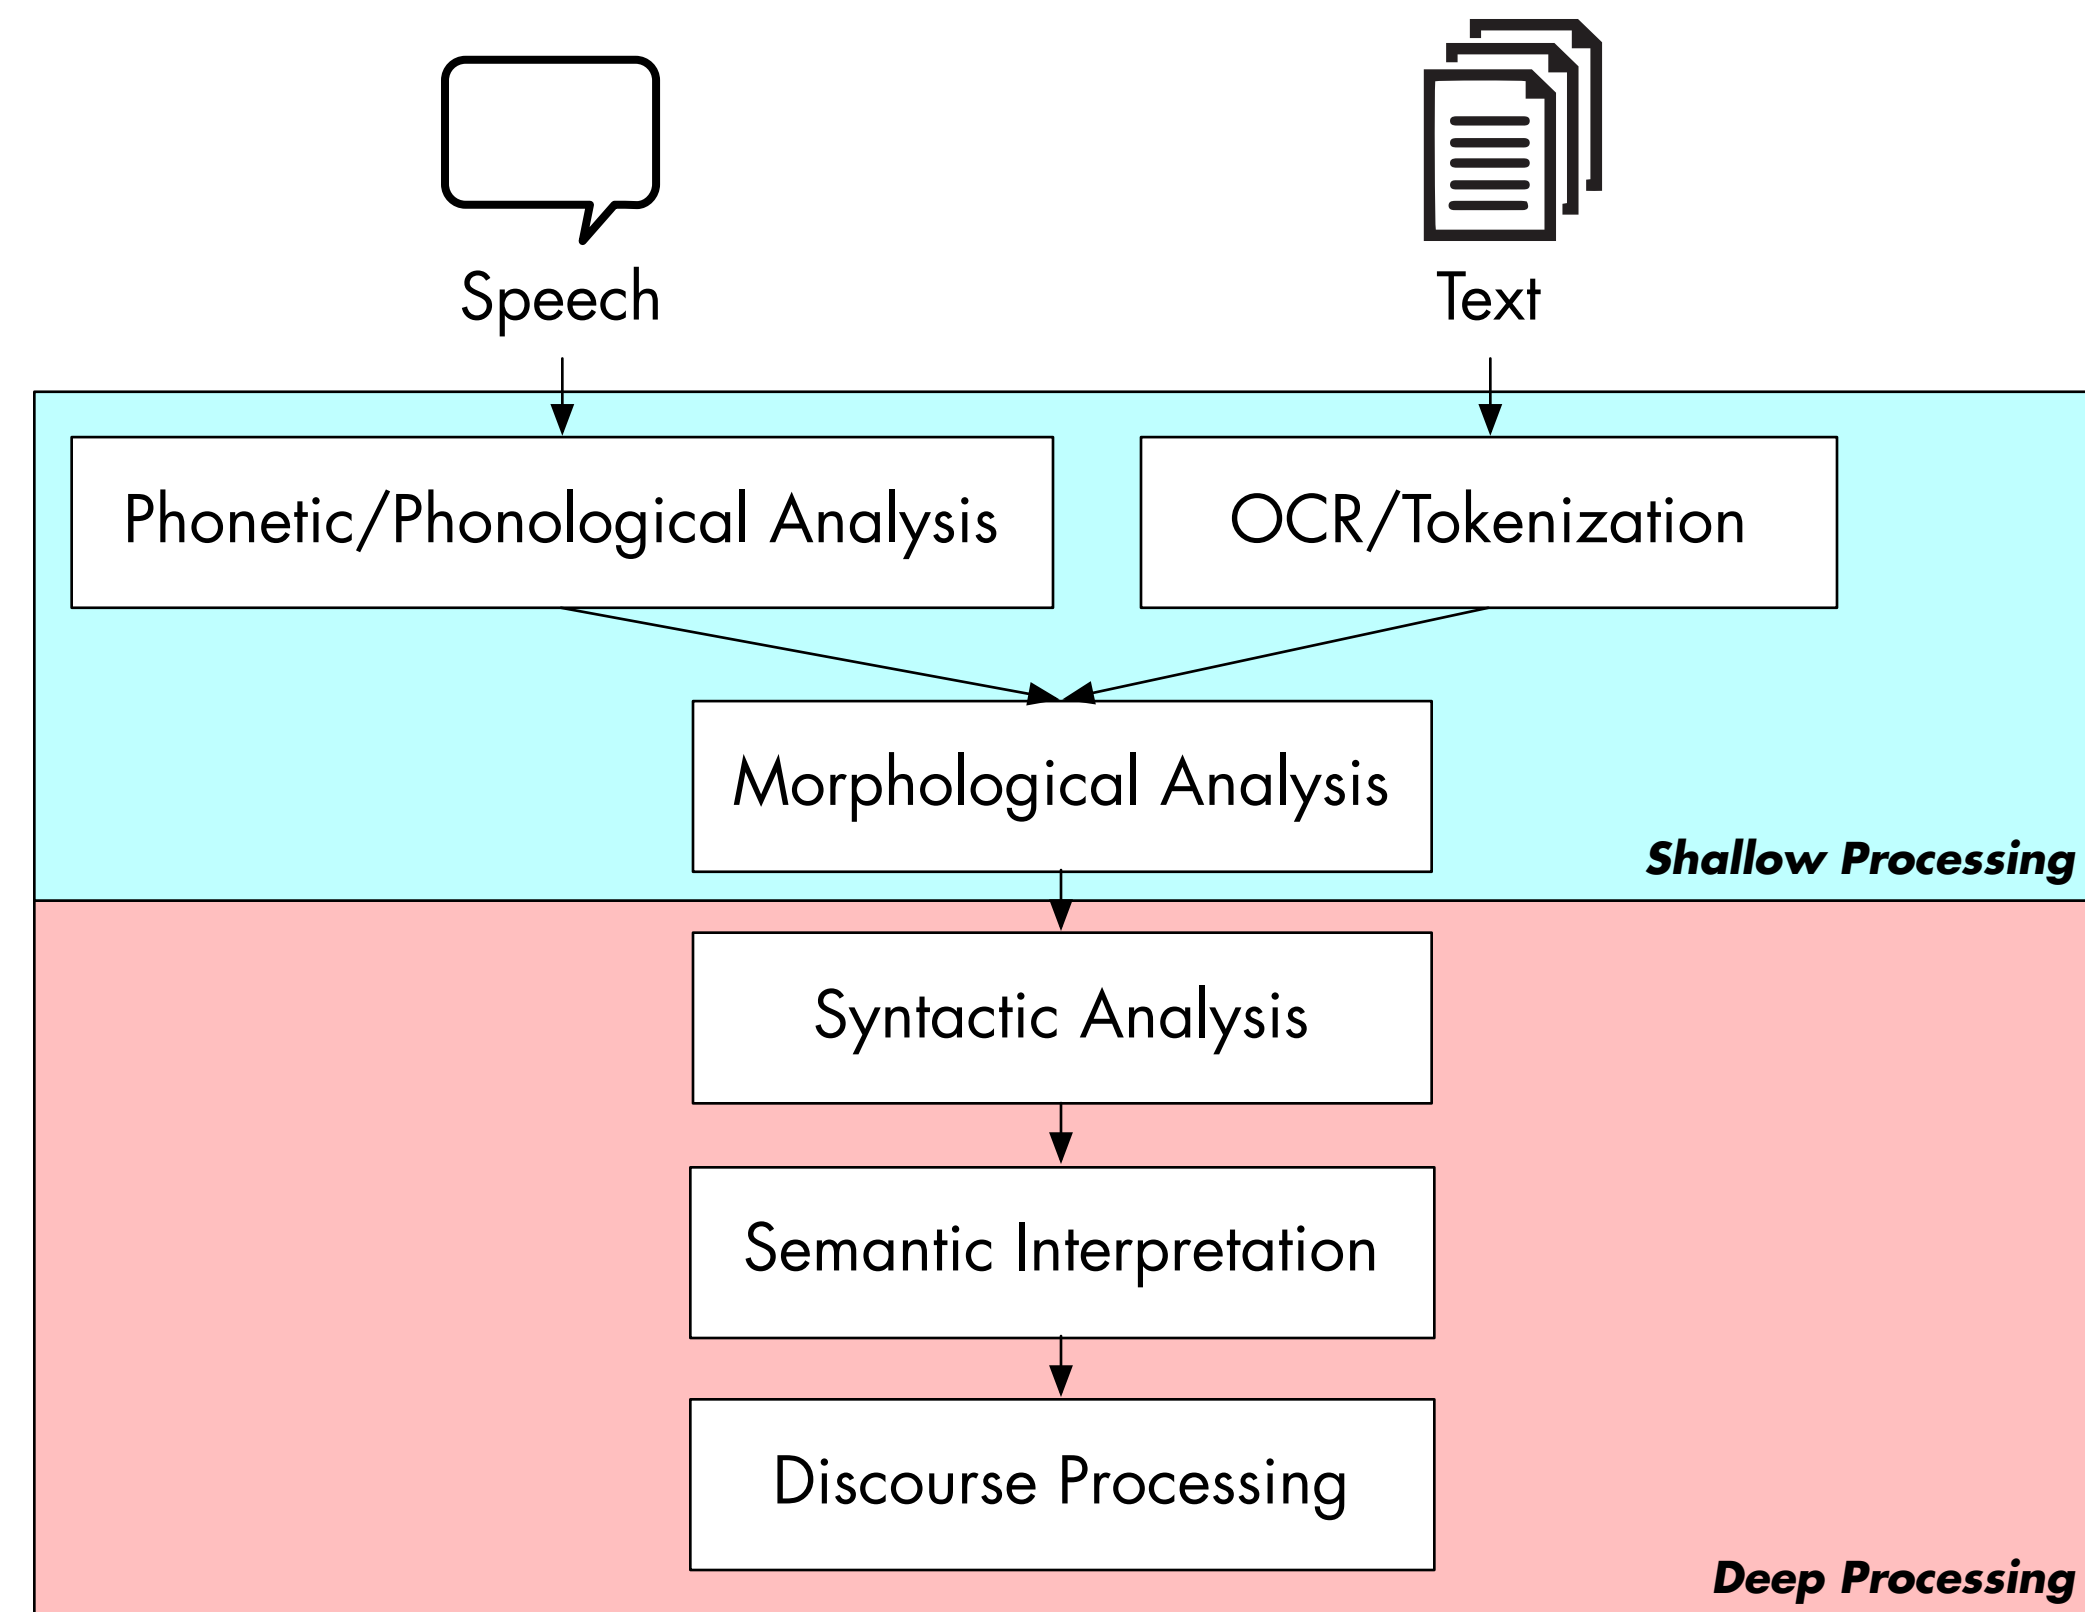 Speech
Text
Phonetic/Phonological Analysis
OCR/Tokenization
Morphological Analysis
Shallow Processing
Syntactic Analysis
Semantic Interpretation
Discourse Processing
Deep Processing